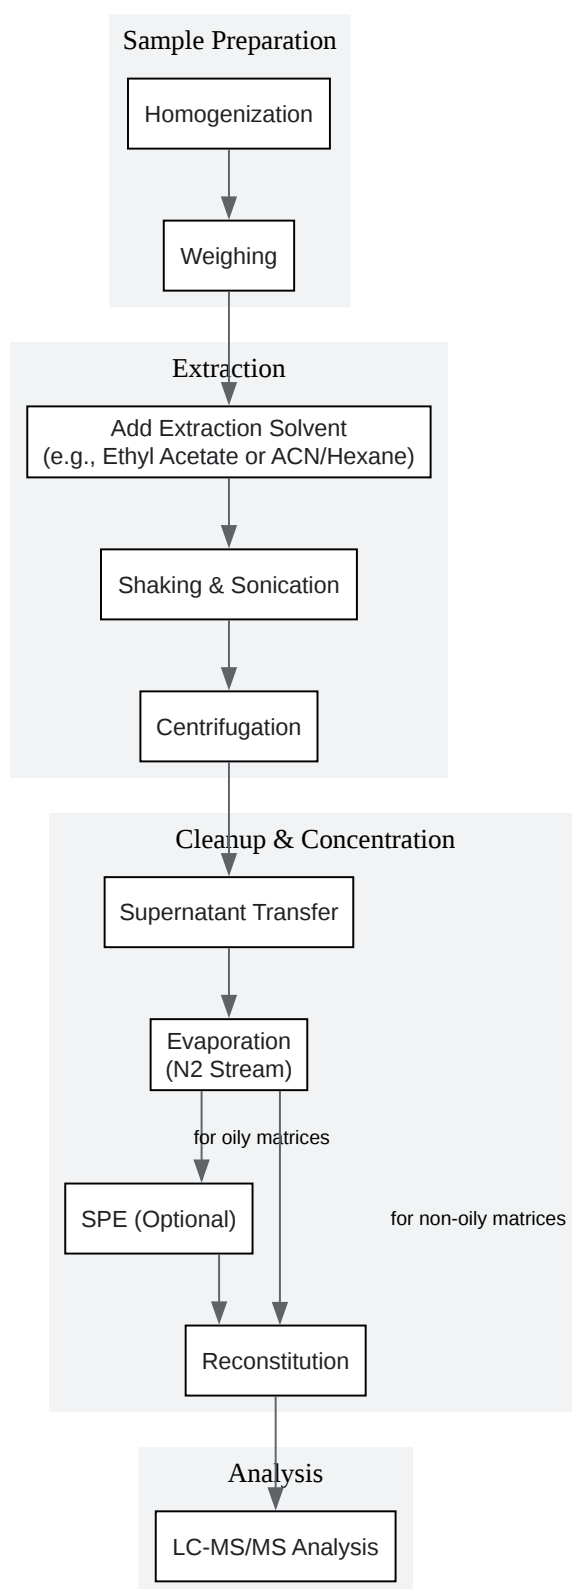 Sample Preparation
Homogenization
Weighing
Extraction
Add Extraction Solvent
(e.g., Ethyl Acetate or ACN/Hexane)
Shaking & Sonication
Centrifugation
Cleanup & Concentration
Supernatant Transfer
Evaporation
(N2 Stream)
for oily matrices
SPE (Optional)
for non-oily matrices
Reconstitution
Analysis
LC-MS/MS Analysis